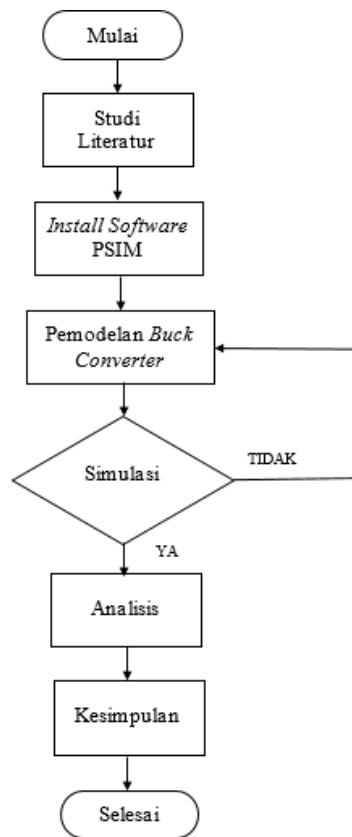 Mulai
Studi
Literatur
Install Software
PSIM
Pemodelan Buck
Converter
Simulasi
TIDAK
YA
Analisis
Kesimpulan
Selesai